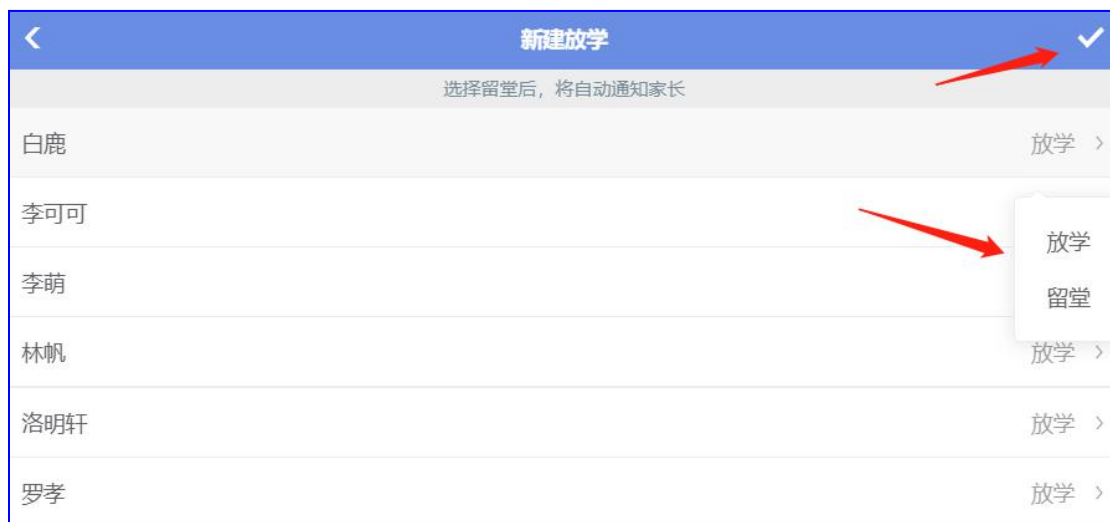 新建放学
选择留堂后，将自动通知家长
白鹿 放学
李可可
放学
李萌
留堂
林帆 放学
洛明轩 放学
罗孝 放学